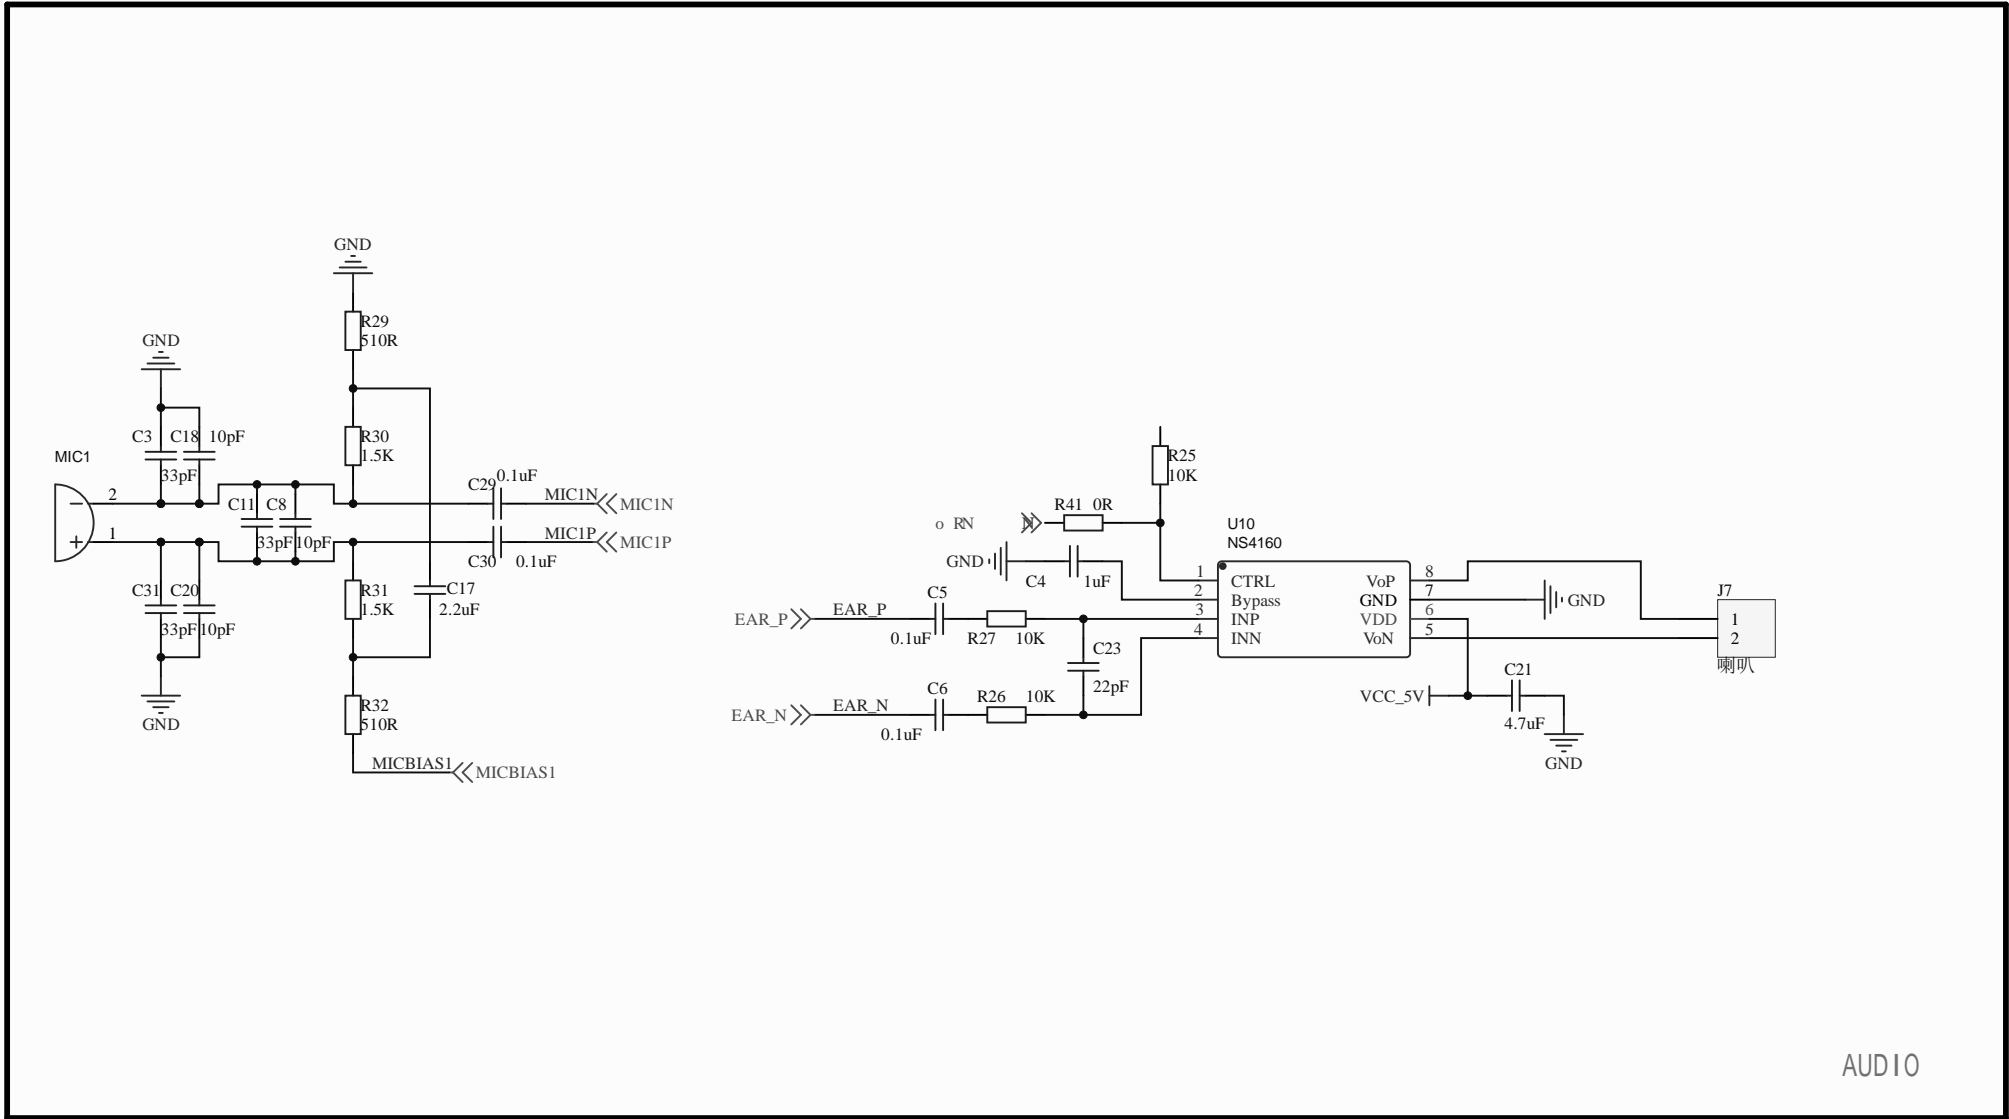 GND
R29
510R
GND
R30
1.5K
C3
C18
10pF
33pF
MIC1
2
1
C11
C8
33pF
10pF
C29
0.1uF
MIC1N
MIC1N
MIC1P
MIC1P
C30
0.1uF
C31
C20
33pF
10pF
GND
R31
1.5K
C17
2.2uF
R32
510R
MICBIAS1
MICBIAS1
R25
10K
R41 0R
GND
C4
1uF
EAR_P
EAR_P
C5
0.1uF
R27
10K
C23
22pF
EAR_N
EAR_N
C6
0.1uF
R26
10K
U10
NS4160
1
CTRL
2
Bypass
3
INP
4
INN
VoP
8
GND
7
VDD
6
VoN
5
GND
J7
1
2
喇叭
VCC_5V
C21
4.7uF
GND
AUDIO